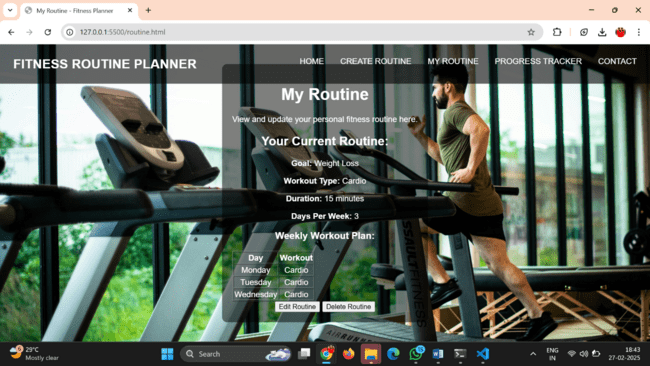 My Routine - Fitness Planner
127.0.0.1:5500/routine.html
FITNESS ROUTINE PLANNER
HOME CREATE ROUTINE MY ROUTINE PROGRESS TRACKER CONTACT
My Routine
View and update your personal fitness routine here.
Your Current Routine:
Goal: Weight Loss
Workout Type: Cardio
Duration: 15 minutes
Days Per Week: 3
Weekly Workout Plan:
Day Workout
Monday Cardio
Tuesday Cardio
Wednesday Cardio
Edit Routine Delete Routine
29°C
Mostly clear
Search
ENG
IN
18:43
27-02-2025